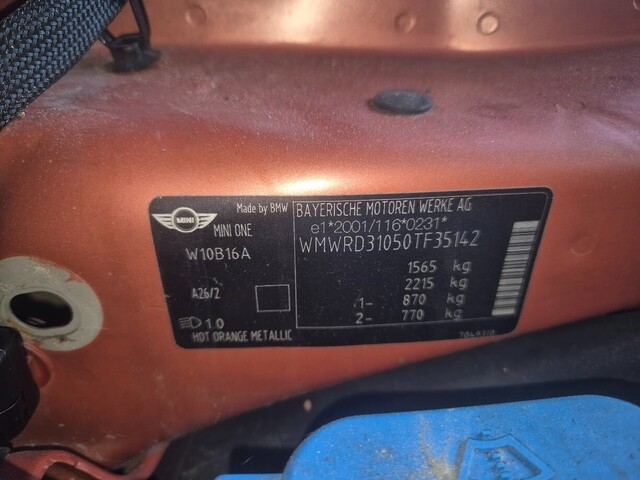 MINI
Made by BMW
MINI ONE
W10B16A
A26/2
1.0
HOT ORANGE METALLIC
BAYERISCHE MOTOREN WERKE AG
e1*2001/116*0231*
WMWRD31050TF35142
1565 kg
2215 kg
1- 870 kg
2- 770 kg